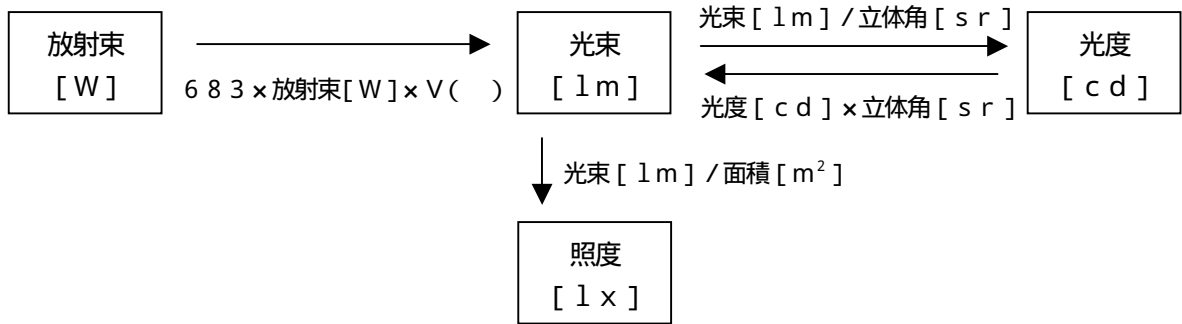 放射束
[W]
683×放射束[W]×V(　)
光束
[lm]
光束[lm]/立体角[sr]
光度[cd]×立体角[sr]
光度
[cd]
光束[lm]/面積[m²]
照度
[lx]